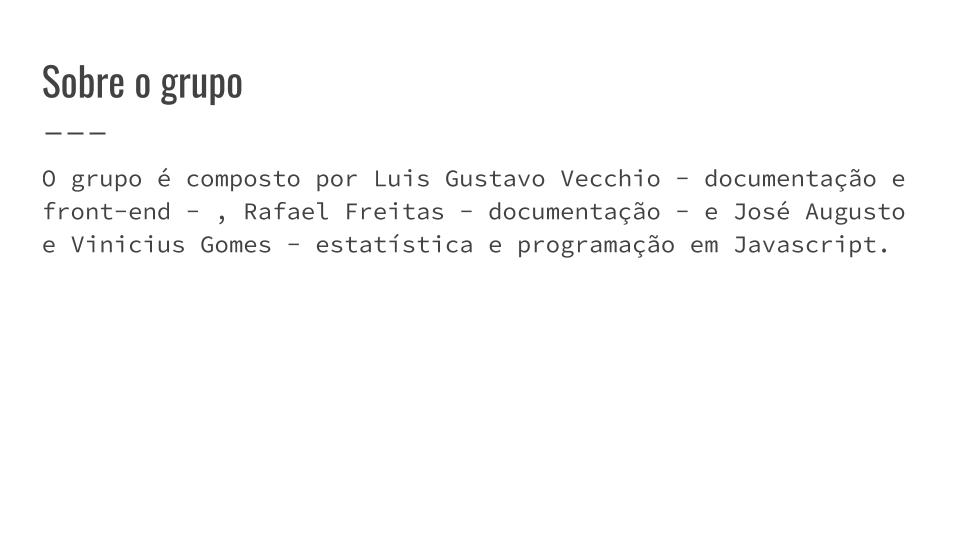 Sobre o grupo
O grupo é composto por Luis Gustavo Vecchio - documentação e
front-end - , Rafael Freitas - documentação - e José Augusto
e Vinicius Gomes - estatística e programação em Javascript.